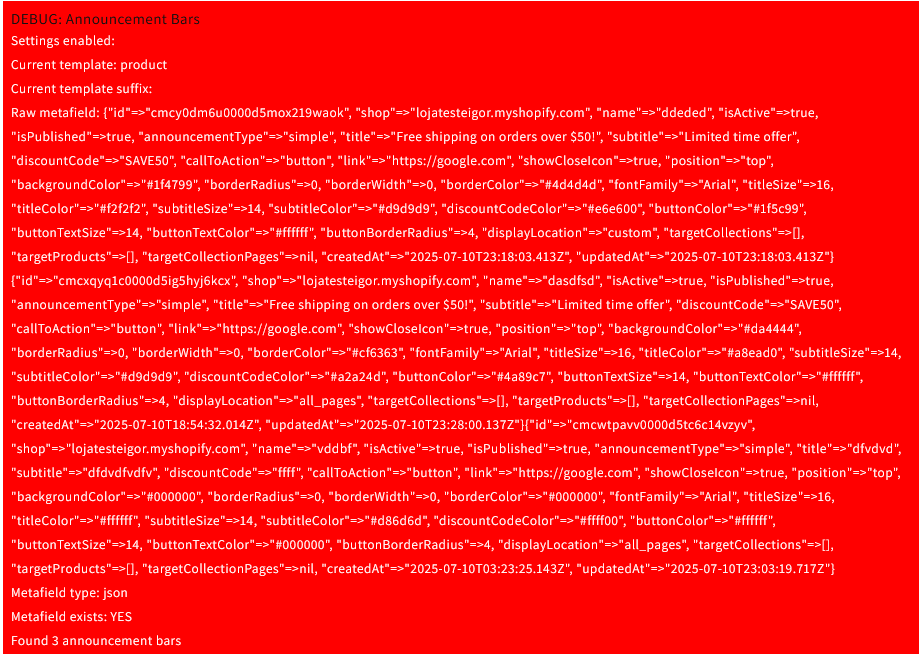 DEBUG: Announcement Bars
Settings enabled:
Current template: product
Current template suffix:
Raw metafield: {"id"=>"cmcy0dm6u0000d5mox219waok", "shop"=>"lojatesteigor.myshopify.com", "name"=>"ddeded", "isActive"=>true,
"isPublished"=>true, "announcementType"=>"simple", "title"=>"Free shipping on orders over $50!", "subtitle"=>"Limited time offer",
"discountCode"=>"SAVE50", "callToAction"=>"button", "link"=>"https://google.com", "showCloseIcon"=>true, "position"=>"top",
"backgroundColor"=>"#1f4799", "borderRadius"=>0, "borderWidth"=>0, "borderColor"=>"#4d4d4d", "fontFamily"=>"Arial", "titleSize"=>16,
"titleColor"=>"#f2f2f2", "subtitleSize"=>14, "subtitleColor"=>"#d9d9d9", "discountCodeColor"=>"#e6e600", "buttonColor"=>"#1f5c99",
"buttonTextSize"=>14, "buttonTextColor"=>"#ffffff", "buttonBorderRadius"=>4, "displayLocation"=>"custom", "targetCollections"=>[],
"targetProducts"=>[], "targetCollectionPages"=>nil, "createdAt"=>"2025-07-10T23:18:03.413Z", "updatedAt"=>"2025-07-10T23:18:03.413Z"}
{"id"=>"cmcxqyq1c0000d5ig5hyj6kcx", "shop"=>"lojatesteigor.myshopify.com", "name"=>"dasdfsd", "isActive"=>true, "isPublished"=>true,
"announcementType"=>"simple", "title"=>"Free shipping on orders over $50!", "subtitle"=>"Limited time offer", "discountCode"=>"SAVE50",
"callToAction"=>"button", "link"=>"https://google.com", "showCloseIcon"=>true, "position"=>"top", "backgroundColor"=>"#da4444",
"borderRadius"=>0, "borderWidth"=>0, "borderColor"=>"#cf6363", "fontFamily"=>"Arial", "titleSize"=>16, "titleColor"=>"#a8ead0", "subtitleSize"=>14,
"subtitleColor"=>"#d9d9d9", "discountCodeColor"=>"#a2a24d", "buttonColor"=>"#4a89c7", "buttonTextSize"=>14, "buttonTextColor"=>"#ffffff",
"buttonBorderRadius"=>4, "displayLocation"=>"all_pages", "targetCollections"=>[], "targetProducts"=>[], "targetCollectionPages"=>nil,
"createdAt"=>"2025-07-10T18:54:32.014Z", "updatedAt"=>"2025-07-10T23:28:00.137Z"}{"id"=>"cmcwtpavv0000d5tc6c14vzyv",
"shop"=>"lojatesteigor.myshopify.com", "name"=>"vddbf", "isActive"=>true, "isPublished"=>true, "announcementType"=>"simple", "title"=>"dfvdvd",
"subtitle"=>"dfdvdfvdfv", "discountCode"=>"ffff", "callToAction"=>"button", "link"=>"https://google.com", "showCloseIcon"=>true, "position"=>"top",
"backgroundColor"=>"#000000", "borderRadius"=>0, "borderWidth"=>0, "borderColor"=>"#000000", "fontFamily"=>"Arial", "titleSize"=>16,
"titleColor"=>"#ffffff", "subtitleSize"=>14, "subtitleColor"=>"#d86d6d", "discountCodeColor"=>"#ffff00", "buttonColor"=>"#ffffff",
"buttonTextSize"=>14, "buttonTextColor"=>"#000000", "buttonBorderRadius"=>4, "displayLocation"=>"all_pages", "targetCollections"=>[],
"targetProducts"=>[], "targetCollectionPages"=>nil, "createdAt"=>"2025-07-10T03:23:25.143Z", "updatedAt"=>"2025-07-10T23:03:19.717Z"}
Metafield type: json
Metafield exists: YES
Found 3 announcement bars